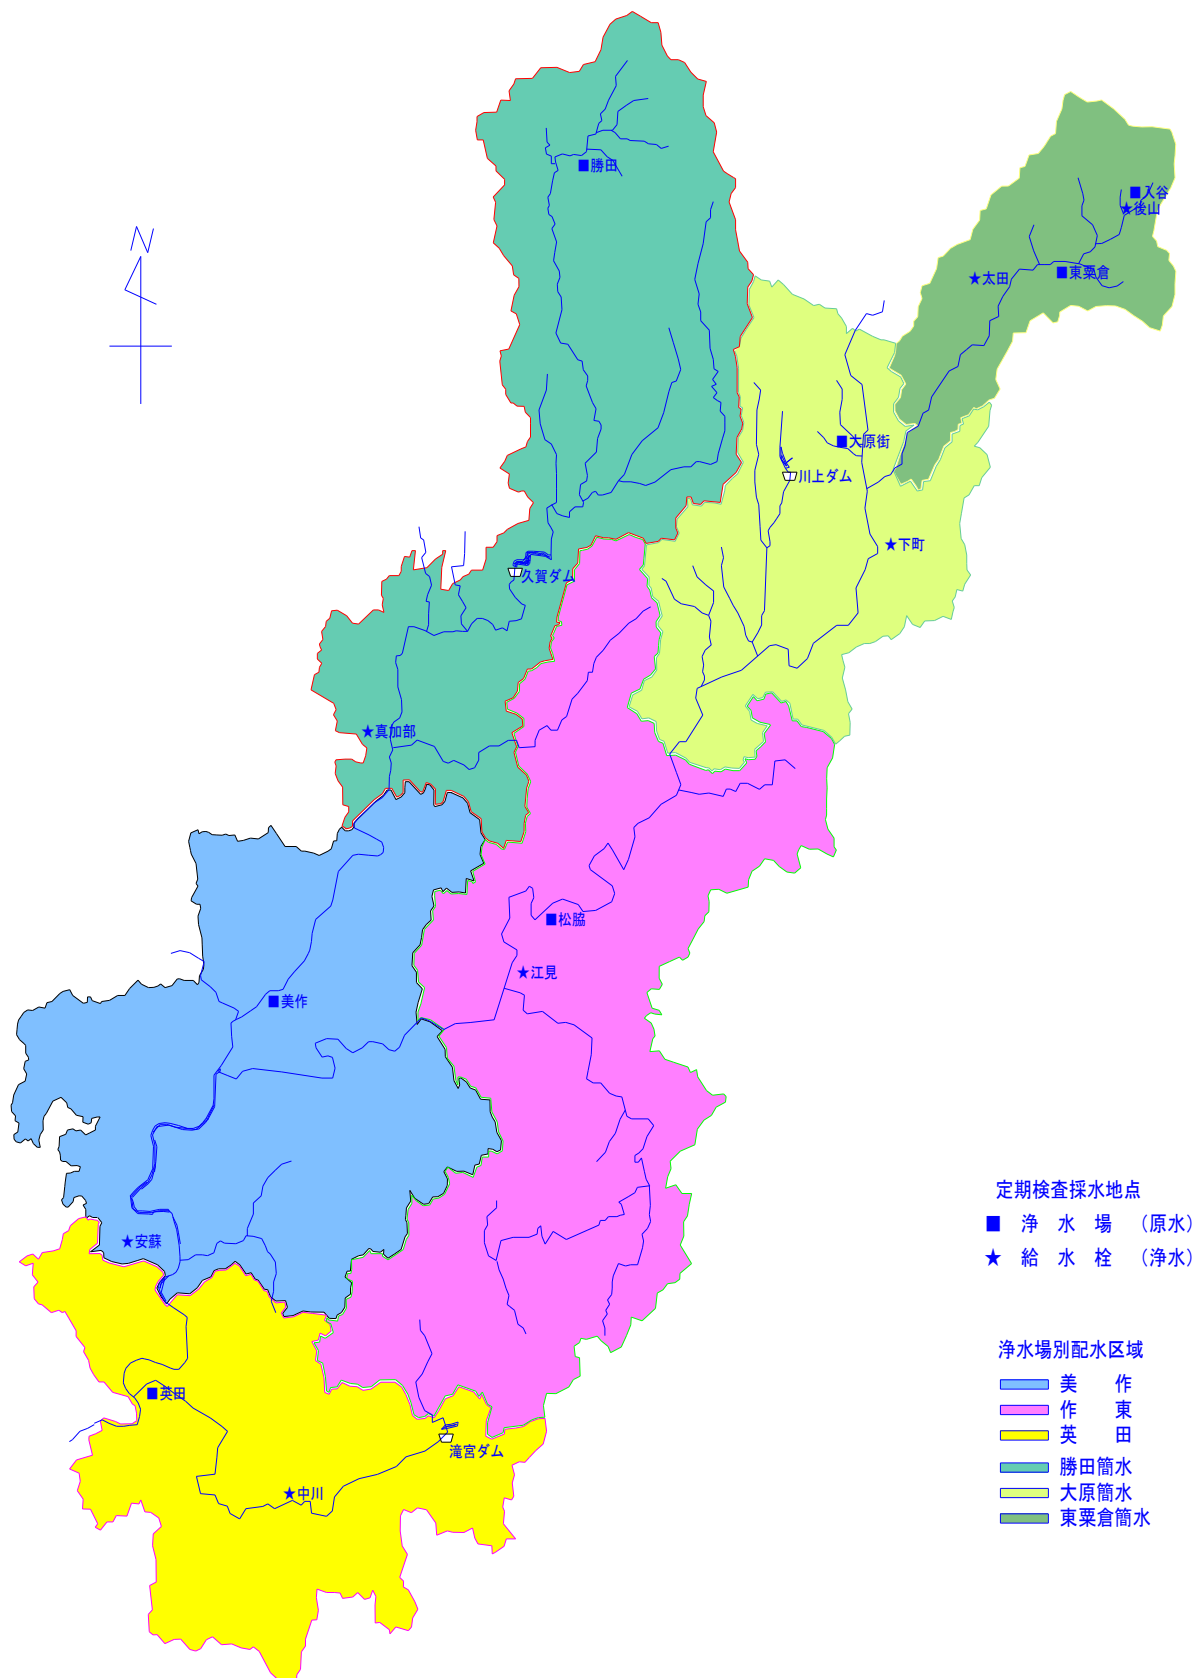 N
■勝田
■入谷
★後山
■東粟倉
★太田
■大原街
川上ダム
★下町
久賀ダム
★真加部
■松脇
★江見
■美作
★安蘇
■英田
滝宮ダム
★中川
定期検査採水地点
■ 浄 水 場 （原水）
★ 給 水 栓 （浄水）
浄水場別配水区域
美 作
作 東
英 田
勝田簡水
大原簡水
東粟倉簡水